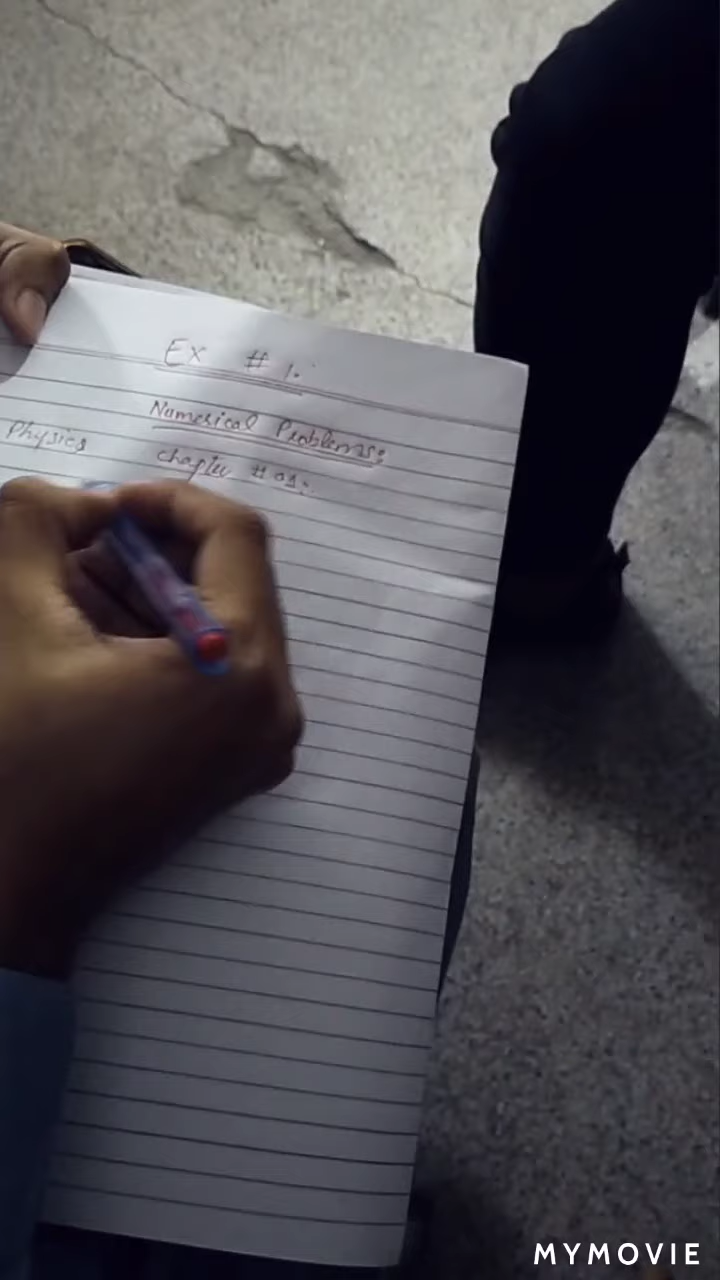 Ex # 1.
Numerical Problems:
Physics
chapter # 01:
MYMOVIE